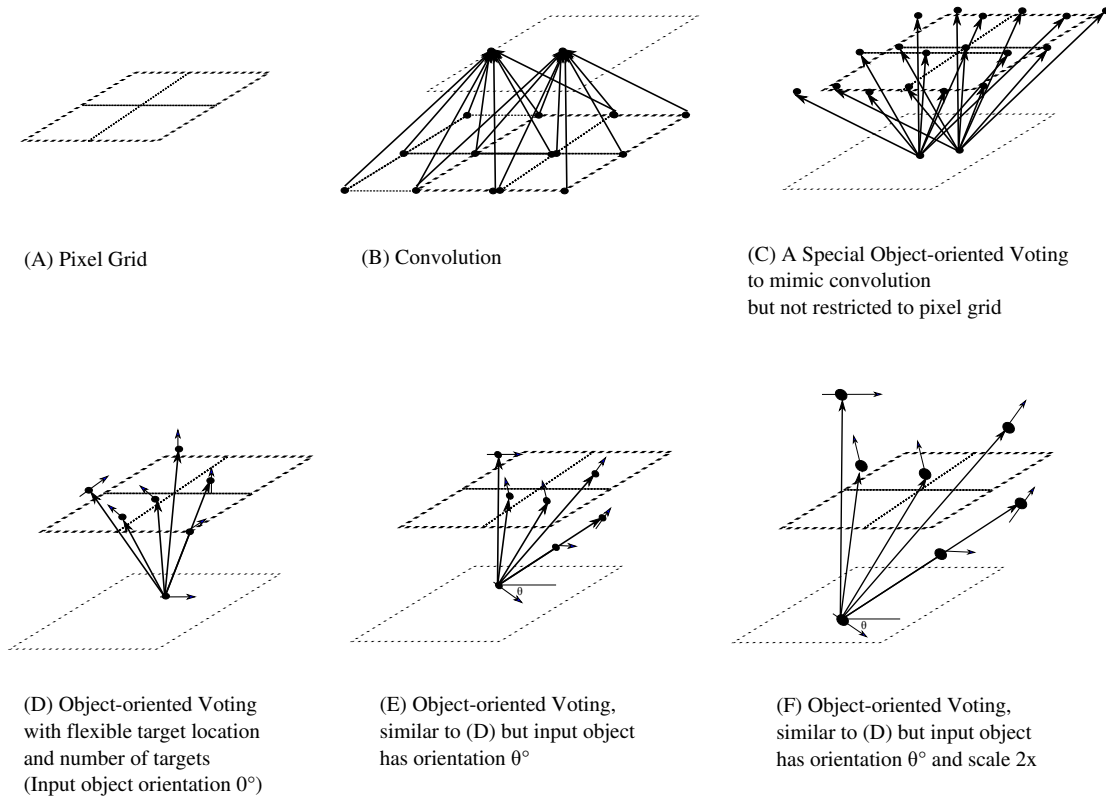 (A) Pixel Grid
(B) Convolution
(C) A Special Object-oriented Voting
to mimic convolution
but not restricted to pixel grid
θ
θ
(D) Object-oriented Voting
with flexible target location
and number of targets
(Input object orientation 0°)
(E) Object-oriented Voting,
similar to (D) but input object
has orientation θ°
(F) Object-oriented Voting,
similar to (D) but input object
has orientation θ° and scale 2x